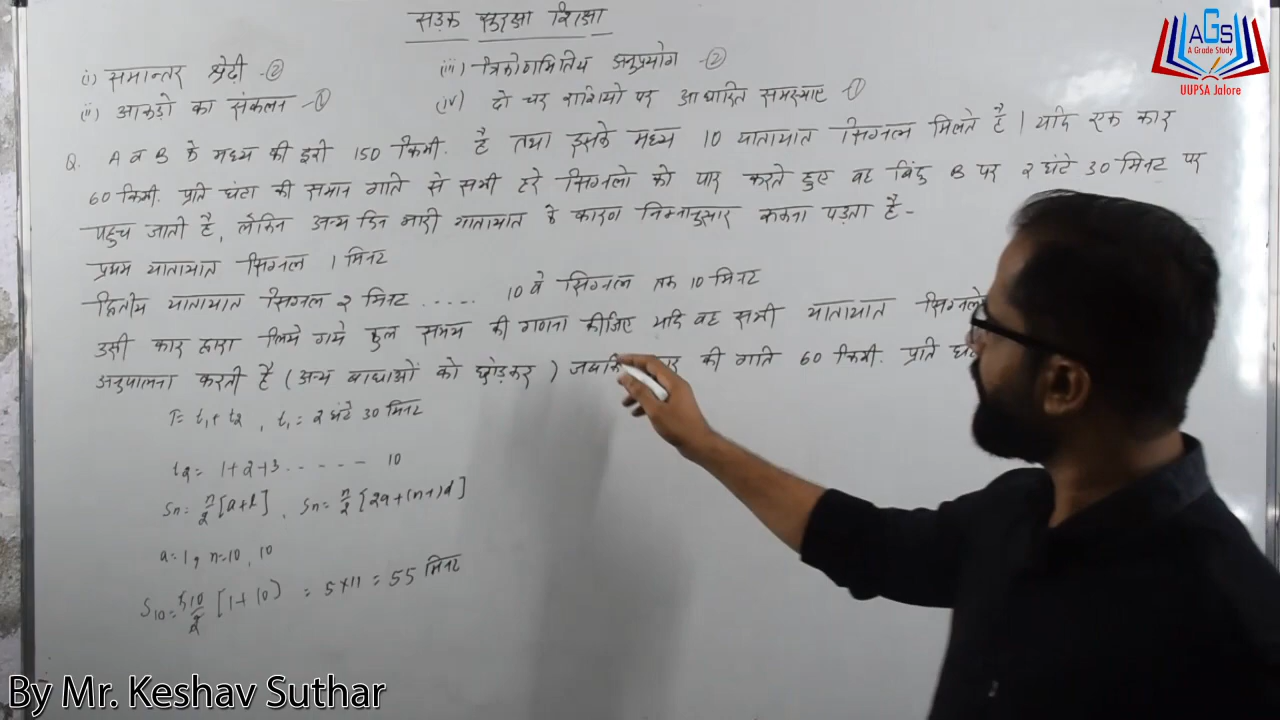 सड़क सुरक्षा शिक्षा
AGS
A Grade Study
UUPSA Jalore
(i) समान्तर श्रेढ़ी - ②
(iii) त्रिकोणमितिय अनुप्रयोग - ②
(ii) आकड़ो का संकलन - ①
(iv) दो चर राशियो पर आधारित समस्याए - ①
Q. A व B के मध्य की दूरी 150 किमी. है तथा इसके मध्य 10 यातायात सिग्नल मिलते है। यदि एक कार
60 किमी. प्रति घंटा की समान गति से सभी हरे सिग्नलो को पार करते हुए वह बिंदु B पर 2 घंटे 30 मिनट पर
पहुच जाती है, लेकिन अन्य दिन भारी यातायात के कारण निम्नानुसार रूकना पड़ता है -
प्रथम यातायात सिग्नल 1 मिनट
द्वितीय यातायात सिग्नल 2 मिनट ..... 10 वे सिग्नल तक 10 मिनट
उसी कार द्वारा लिये गये कुल समय की गणना कीजिए यदि वह सभी यातायात सिग्नलो
अनुपालना करती है (अन्य बाधाओं को छोड़कर) जबकि कार की गति 60 किमी. प्रति
T = t₁ + t₂ , t₁ = 2 घंटे 30 मिनट
t₂ = 1+2+3 ------ 10
Sn = n/2 [a+l] , Sn = n/2 [2a+(n-1)d]
a=1, n=10, 10
S₁₀ = 10/2 [1+10) = 5×11 = 55 मिनट
By Mr. Keshav Suthar